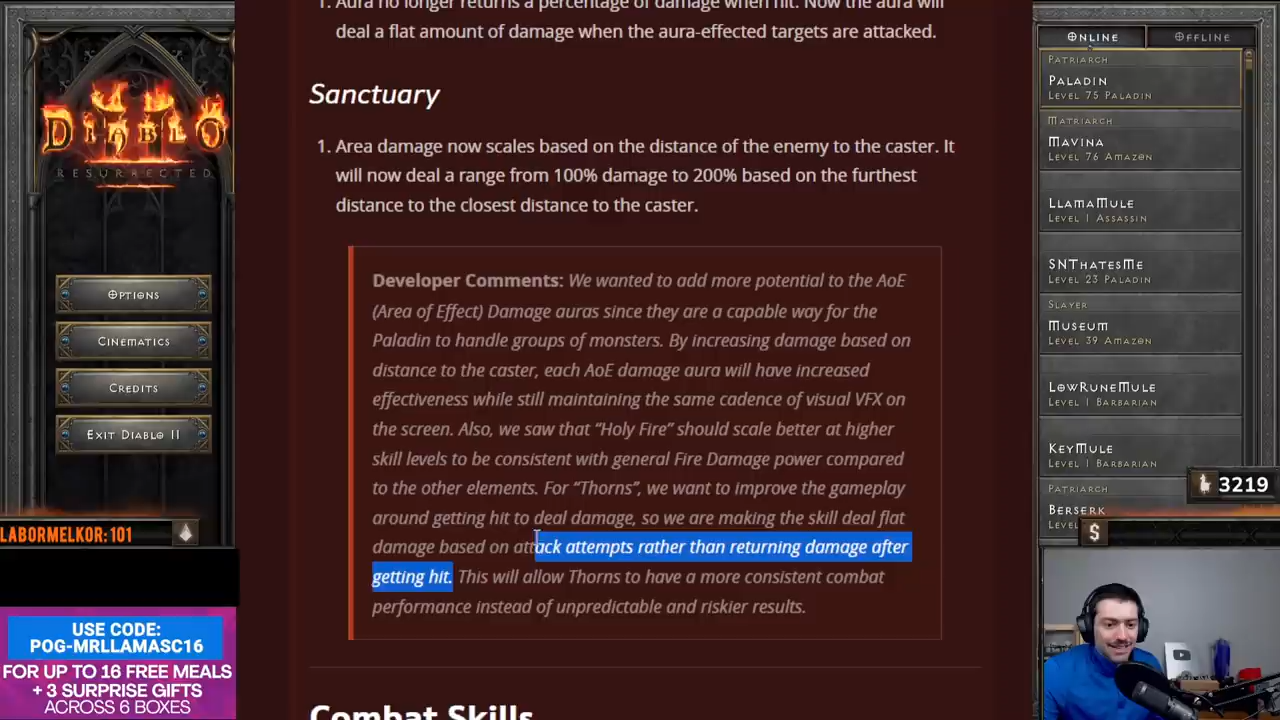 1. Aura no longer returns a percentage of damage when hit. Now the aura will
deal a flat amount of damage when the aura-effected targets are attacked.
Sanctuary
1. Area damage now scales based on the distance of the enemy to the caster. It
will now deal a range from 100% damage to 200% based on the furthest
distance to the closest distance to the caster.
Developer Comments: We wanted to add more potential to the AoE
(Area of Effect) Damage auras since they are a capable way for the
Paladin to handle groups of monsters. By increasing damage based on
distance to the caster, each AoE damage aura will have increased
effectiveness while still maintaining the same cadence of visual VFX on
the screen. Also, we saw that “Holy Fire” should scale better at higher
skill levels to be consistent with general Fire Damage power compared
to the other elements. For “Thorns”, we want to improve the gameplay
around getting hit to deal damage, so we are making the skill deal flat
damage based on attack attempts rather than returning damage after
getting hit. This will allow Thorns to have a more consistent combat
performance instead of unpredictable and riskier results.
Combat Skills
DIABLO
II
RESURRECTED
Options
Cinematics
Credits
Exit Diablo II
LABORMELKOR: 101
USE CODE:
POG-MRLLAMASC16
FOR UP TO 16 FREE MEALS
+ 3 SURPRISE GIFTS
ACROSS 6 BOXES
Online
Offline
Patriarch
Paladin
Level 75 Paladin
Matriarch
Mavina
Level 76 Amazon
LlamaMule
Level 1 Assassin
SNThatesMe
Level 23 Paladin
Slayer
Museum
Level 39 Amazon
LowRuneMule
Level 1 Barbarian
KeyMule
Level 1 Barbarian
Patriarch
Berserk
Level
3219
$